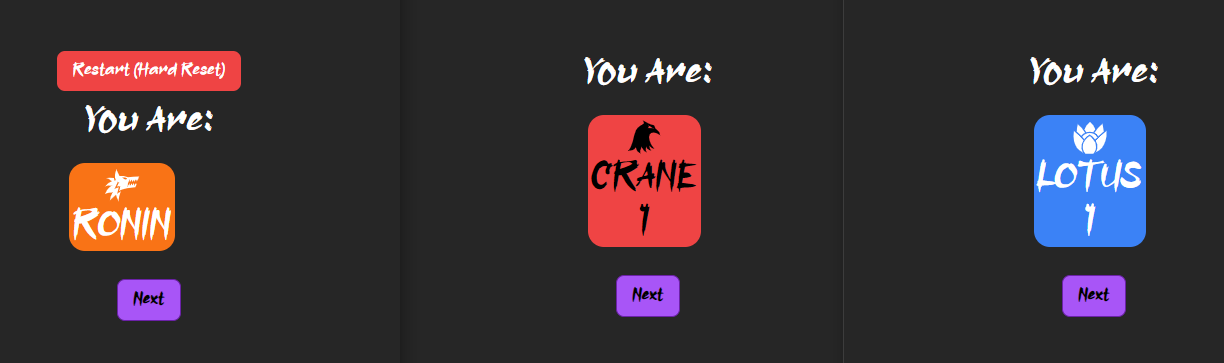 Restart (Hard Reset)
You Are:
RONIN
Next
You Are:
CRANE
1
Next
You Are:
LOTUS
1
Next